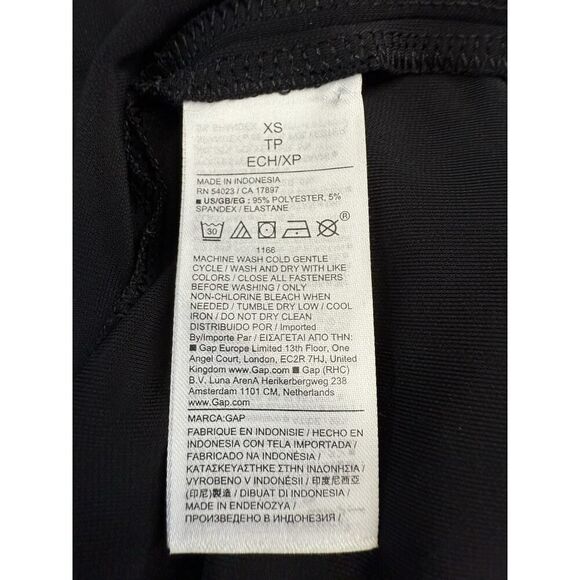 XS
TP
ECH/XP
MADE IN INDONESIA
RN 54023 / CA 17897
■ US/GB/EG : 95% POLYESTER, 5%
SPANDEX / ELASTANE
30 ®
1166
MACHINE WASH COLD GENTLE
CYCLE / WASH AND DRY WITH LIKE
COLORS / CLOSE ALL FASTENERS
BEFORE WASHING / ONLY
NON-CHLORINE BLEACH WHEN
NEEDED / TUMBLE DRY LOW / COOL
IRON / DO NOT DRY CLEAN
DISTRIBUIDO POR / Imported
By/Importe Par / ΕΙΣΑΓΕΤΑΙ ΑΠΟ ΤΗΝ:
■ Gap Europe Limited 13th Floor, One
Angel Court, London, EC2R 7HJ, United
Kingdom www.Gap.eu ■ Gap (RHC)
B.V. Luna ArenA Herikerbergweg 238
Amsterdam 1101 CM, Netherlands
www.Gap.com
MARCA:GAP
FABRIQUE EN INDONISIE / HECHO EN
INDONESIA CON TELA IMPORTADA /
FABRICADO NA INDONÉSIA /
ΚΑΤΑΣΚΕΥΑΣΤΗΚΕ ΣΤΗΝ ΙΝΔΟΝΗΣΙΑ /
VYROBENO V INDONÉSII / 印度尼西亞
(印尼)製造 / DIBUAT DI INDONESIA /
MADE IN ENDENOZYA /
ПРОИЗВЕДЕНО В ИНДОНЕЗИЯ /